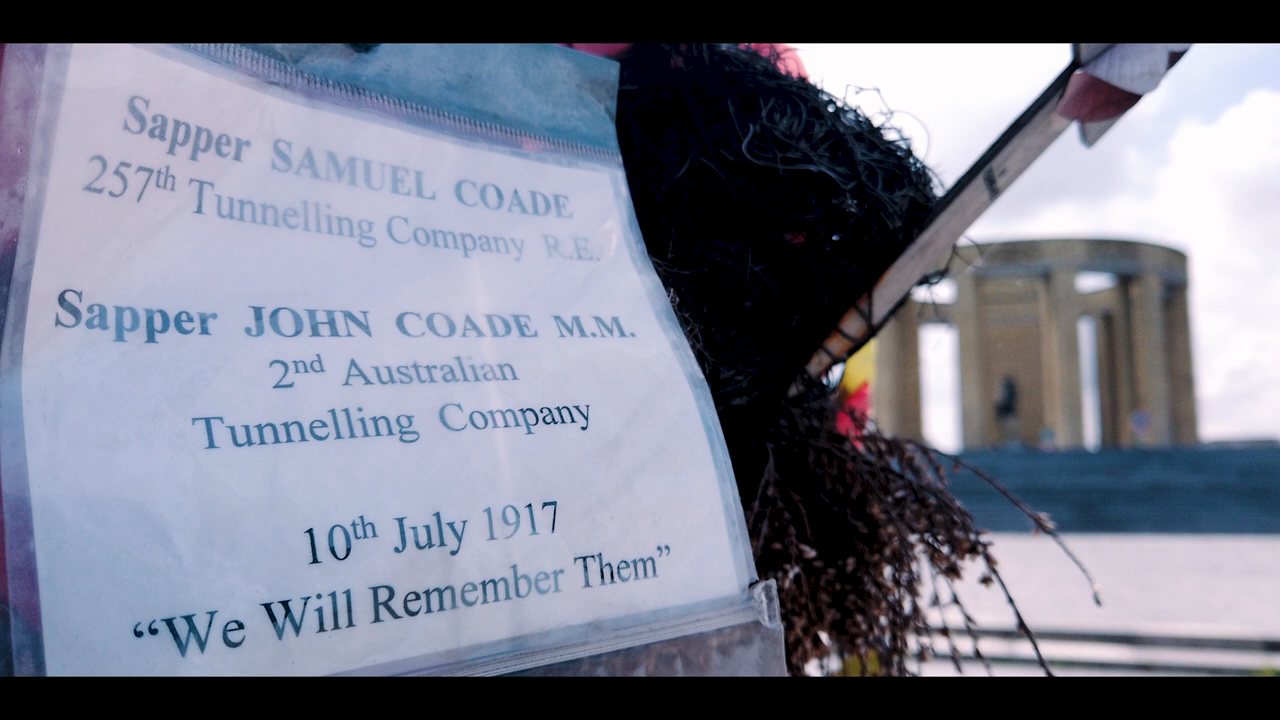 Sapper SAMUEL COADE
257th Tunnelling Company R.E.
Sapper JOHN COADE M.M.
2nd Australian
Tunnelling Company
10th July 1917
“We Will Remember Them”